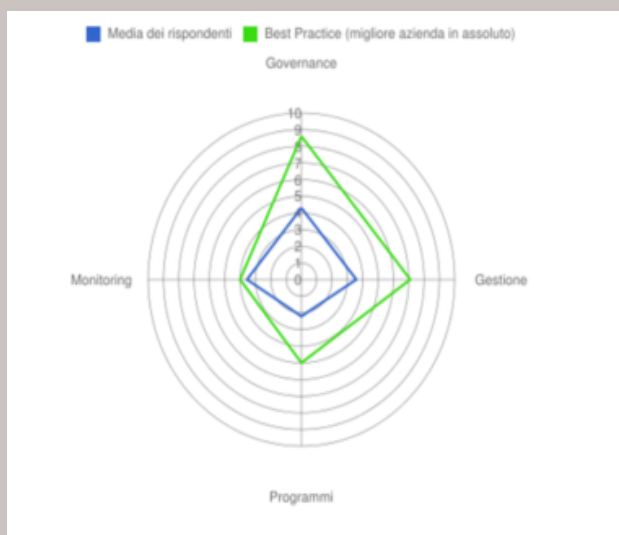 Media dei rispondenti Best Practice (migliore azienda in assoluto)
Governance
10
9
8
7
6
5
4
3
2
1
0
Monitoring
Gestione
Programmi